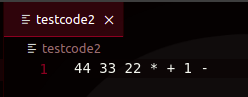 testcode2
testcode2
1 44 33 22 * + 1 -